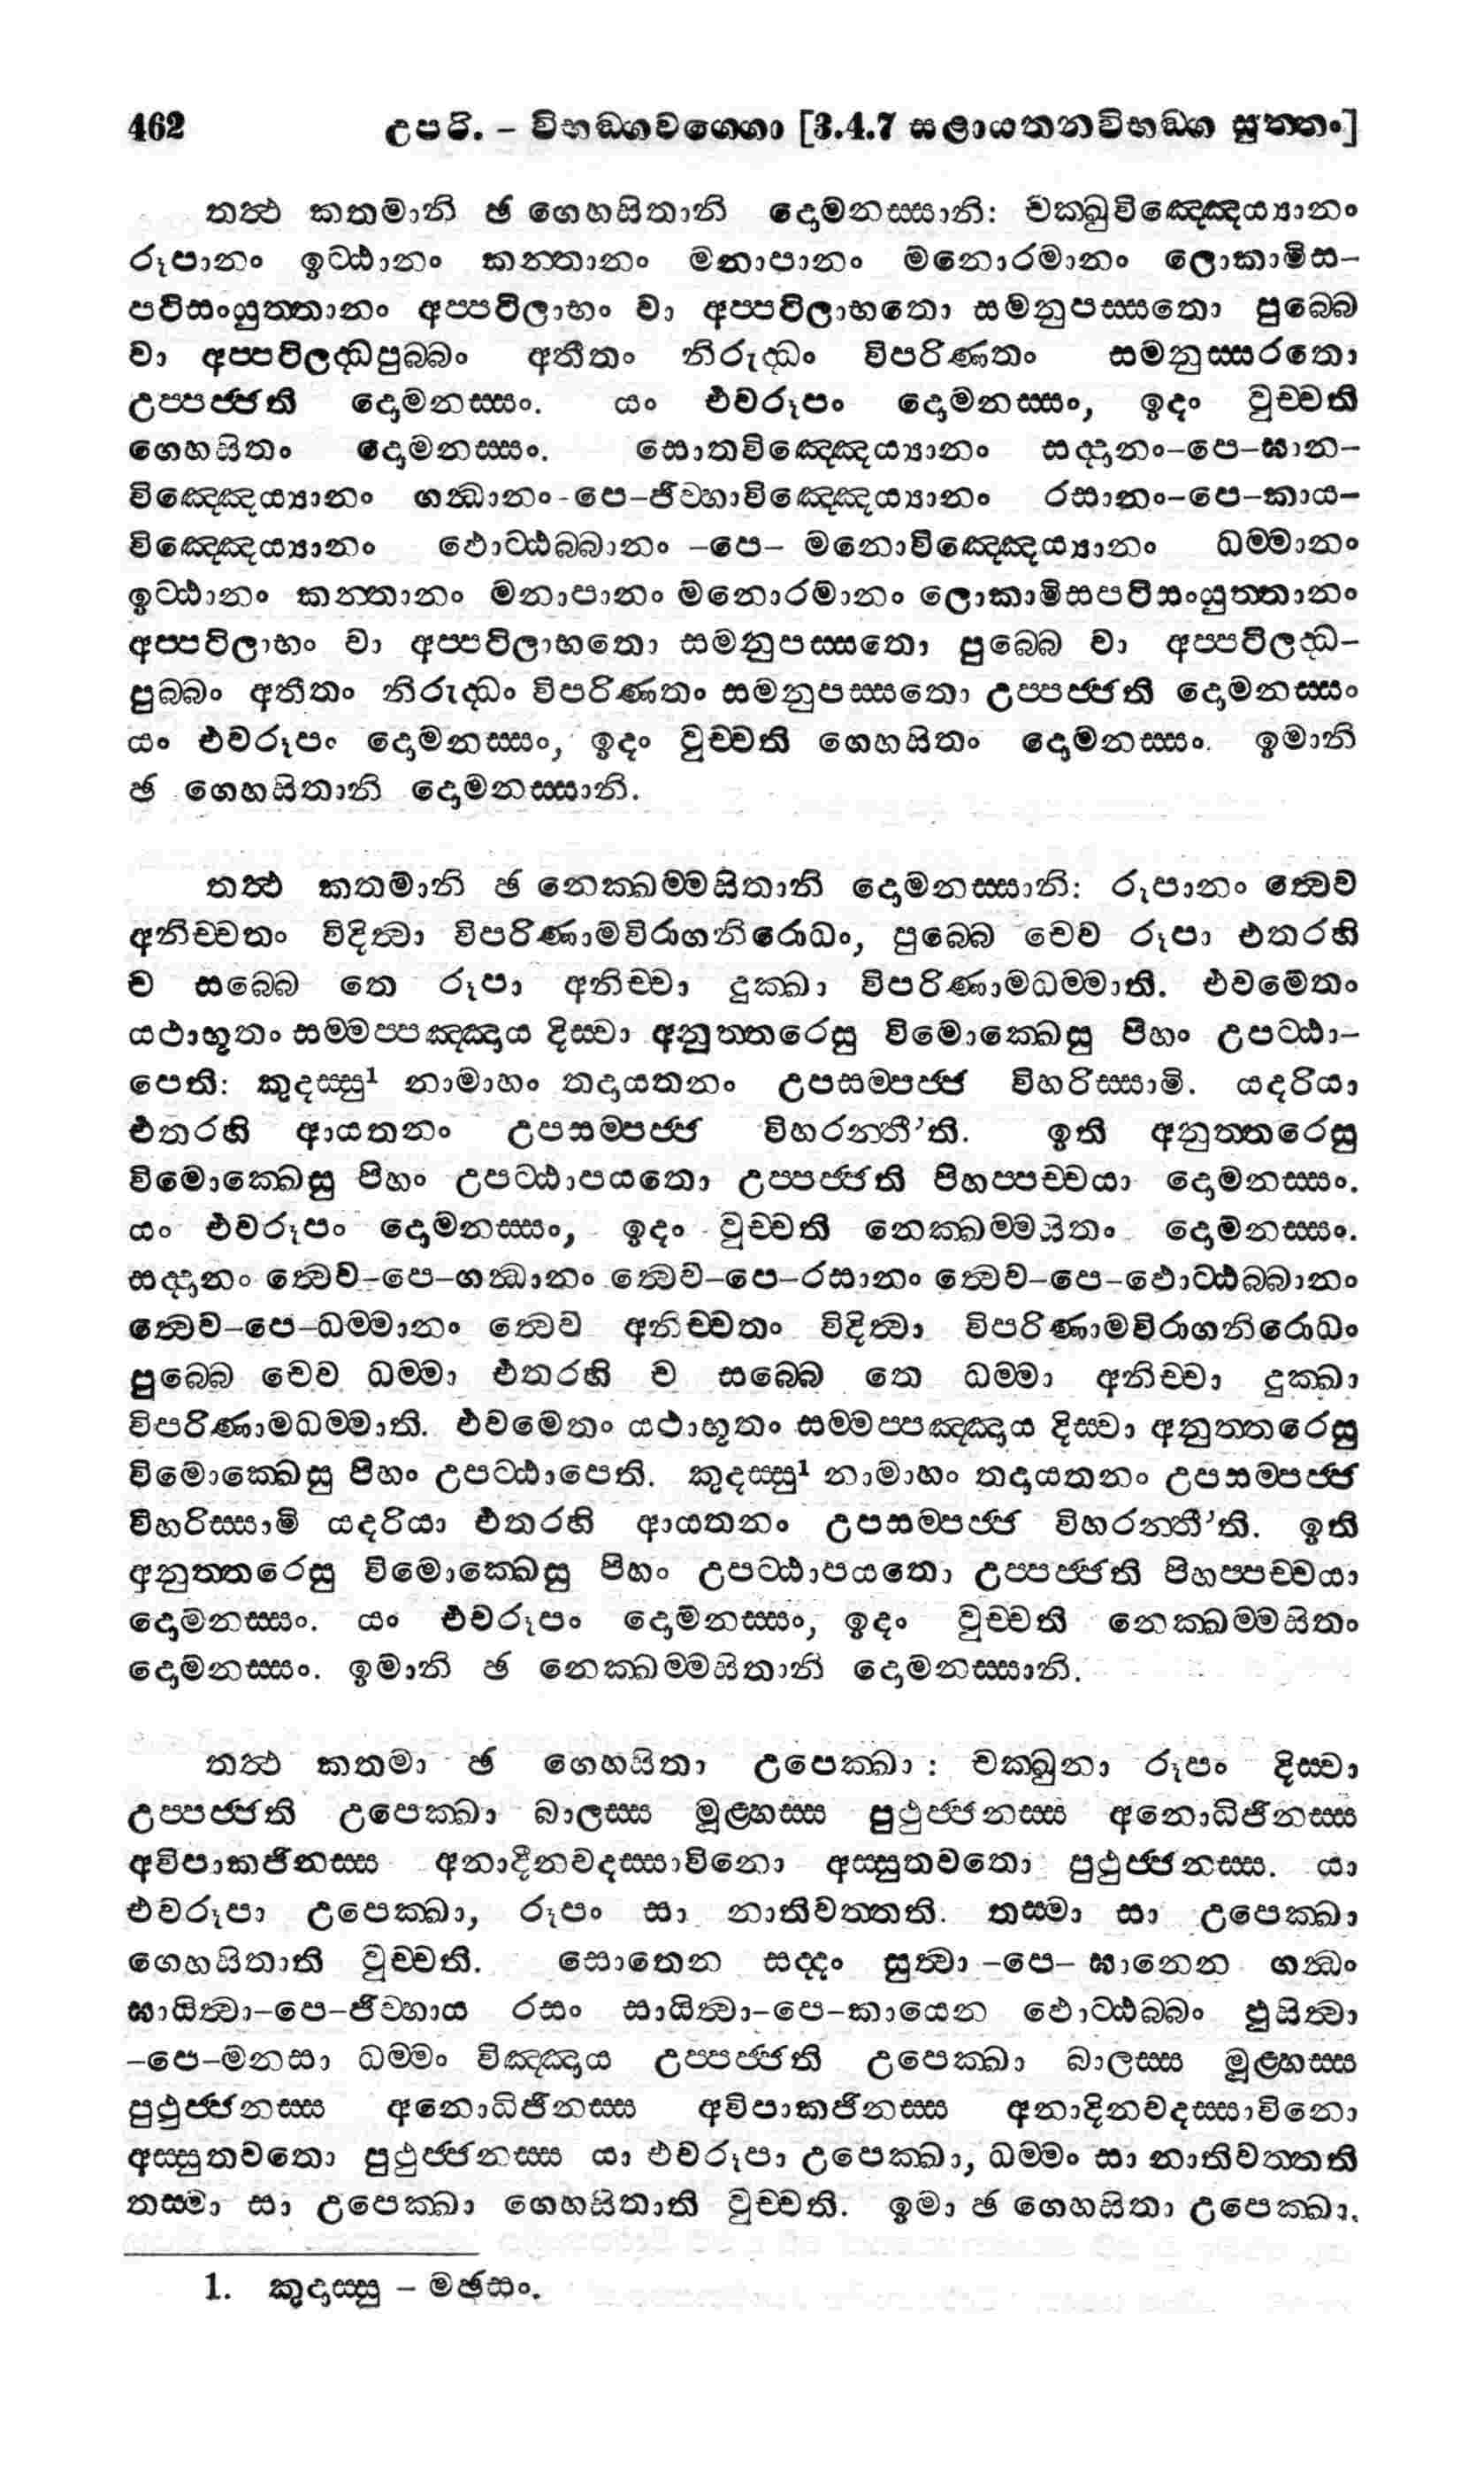 462 උපරි. – විභඞ්ගවග්ගො [3.4.7 සළායතනවිභඞ්ග සුත්තං]
තත්ථ කතමානි ඡ ගෙහසිතානි දොමනස්සානි: චක්ඛුවිඤ්ඤෙය්‍යානං
රූපානං ඉට්ඨානං කන්තානං මනාපානං මනොරමානං ලොකාමිස–
පටිසංයුත්තානං අප්පටිලාභං වා අප්පටිලාභතො සමනුපස්සතො පුබ්බෙ
වා අප්පටිලද්ධපුබ්බං අතීතං නිරුද්ධං විපරිණතං සමනුස්සරතො
උප්පජ්ජති දොමනස්සං. යං එවරූපං දොමනස්සං, ඉදං වුච්චති
ගෙහසිතං දොමනස්සං. සොතවිඤ්ඤෙය්‍යානං සද්දානං–පෙ–ඝාන–
විඤ්ඤෙය්‍යානං ගන්ධානං-පෙ–ජිව්හාවිඤ්ඤෙය්‍යානං රසානං–පෙ–කාය–
විඤ්ඤෙය්‍යානං ඵොට්ඨබ්බානං –පෙ– මනොවිඤ්ඤෙය්‍යානං ධම්මානං
ඉට්ඨානං කන්තානං මනාපානං මනොරමානං ලොකාමිසපටිසංයුත්තානං
අප්පටිලාභං වා අප්පටිලාභතො සමනුපස්සතො පුබ්බෙ වා අප්පටිලද්ධ–
පුබ්බං අතීතං නිරුද්ධං විපරිණතං සමනුපස්සතො උප්පජ්ජති දොමනස්සං
යං එවරූපං දොමනස්සං, ඉදං වුච්චති ගෙහසිතං දොමනස්සං. ඉමානි
ඡ ගෙහසිතානි දොමනස්සානි.
තත්ථ කතමානි ඡ නෙක්ඛම්මසිතානි දොමනස්සානි: රූපානං ත්වෙව
අනිච්චතං විදිත්වා විපරිණාමවිරාගනිරොධං, පුබ්බෙ චෙව රූපා එතරහි
ච සබ්බෙ තෙ රූපා අනිච්චා දුක්ඛා විපරිණාමධම්මාති. එවමෙතං
යථාභූතං සම්මප්පඤ්ඤාය දිස්වා අනුත්තරෙසු විමොක්ඛෙසු පිහං උපට්ඨා–
පෙති: කුදස්සු¹ නාමාහං තදායතනං උපසම්පජ්ජ විහරිස්සාමි. යදරියා
එතරහි ආයතනං උපසම්පජ්ජ විහරන්තී’ති. ඉති අනුත්තරෙසු
විමොක්ඛෙසු පිහං උපට්ඨාපයතො උප්පජ්ජති පිහප්පච්චයා දොමනස්සං.
යං එවරූපං දොමනස්සං, ඉදං වුච්චති නෙක්ඛම්මසිතං දොමනස්සං.
සද්දානං ත්වෙව–පෙ–ගන්ධානං ත්වෙව–පෙ–රසානං ත්වෙව–පෙ–ඵොට්ඨබ්බානං
ත්වෙව–පෙ–ධම්මානං ත්වෙව අනිච්චතං විදිත්වා විපරිණාමවිරාගනිරොධං
පුබ්බෙ චෙව ධම්මා එතරහි ච සබ්බෙ තෙ ධම්මා අනිච්චා දුක්ඛා
විපරිණාමධම්මාති. එවමෙතං යථාභූතං සම්මප්පඤ්ඤාය දිස්වා අනුත්තරෙසු
විමොක්ඛෙසු පිහං උපට්ඨාපෙති. කුදස්සු¹ නාමාහං තදායතනං උපසම්පජ්ජ
විහරිස්සාමි යදරියා එතරහි ආයතනං උපසම්පජ්ජ විහරන්තී’ති. ඉති
අනුත්තරෙසු විමොක්ඛෙසු පිහං උපට්ඨාපයතො උප්පජ්ජති පිහප්පච්චයා
දොමනස්සං. යං එවරූපං දොමනස්සං, ඉදං වුච්චති නෙක්ඛම්මසිතං
දොමනස්සං. ඉමානි ඡ නෙක්ඛම්මසිතානි දොමනස්සානි.
තත්ථ කතමා ඡ ගෙහසිතා උපෙක්ඛා : චක්ඛුනා රූපං දිස්වා
උප්පජ්ජති උපෙක්ඛා බාලස්ස මූළ්හස්ස පුථුජ්ජනස්ස අනොධිජිනස්ස
අවිපාකජිනස්ස අනාදීනවදස්සාවිනො අස්සුතවතො පුථුජ්ජනස්ස. යා
එවරූපා උපෙක්ඛා, රූපං සා නාතිවත්තති. තස්මා සා උපෙක්ඛා
ගෙහසිතාති වුච්චති. සොතෙන සද්දං සුත්වා –පෙ– ඝානෙන ගන්ධං
ඝායිත්වා–පෙ–ජිව්හාය රසං සායිත්වා–පෙ–කායෙන ඵොට්ඨබ්බං ඵුසිත්වා
–පෙ–මනසා ධම්මං විඤ්ඤාය උප්පජ්ජති උපෙක්ඛා බාලස්ස මූළ්හස්ස
පුථුජ්ජනස්ස අනොධිජිනස්ස අවිපාකජිනස්ස අනාදිනවදස්සාවිනො
අස්සුතවතො පුථුජ්ජනස්ස යා එවරූපා උපෙක්ඛා, ධම්මං සා නාතිවත්තති
තස්මා සා උපෙක්ඛා ගෙහසිතාති වුච්චති. ඉමා ඡ ගෙහසිතා උපෙක්ඛා.
1. කුදාස්සු – මඡසං.